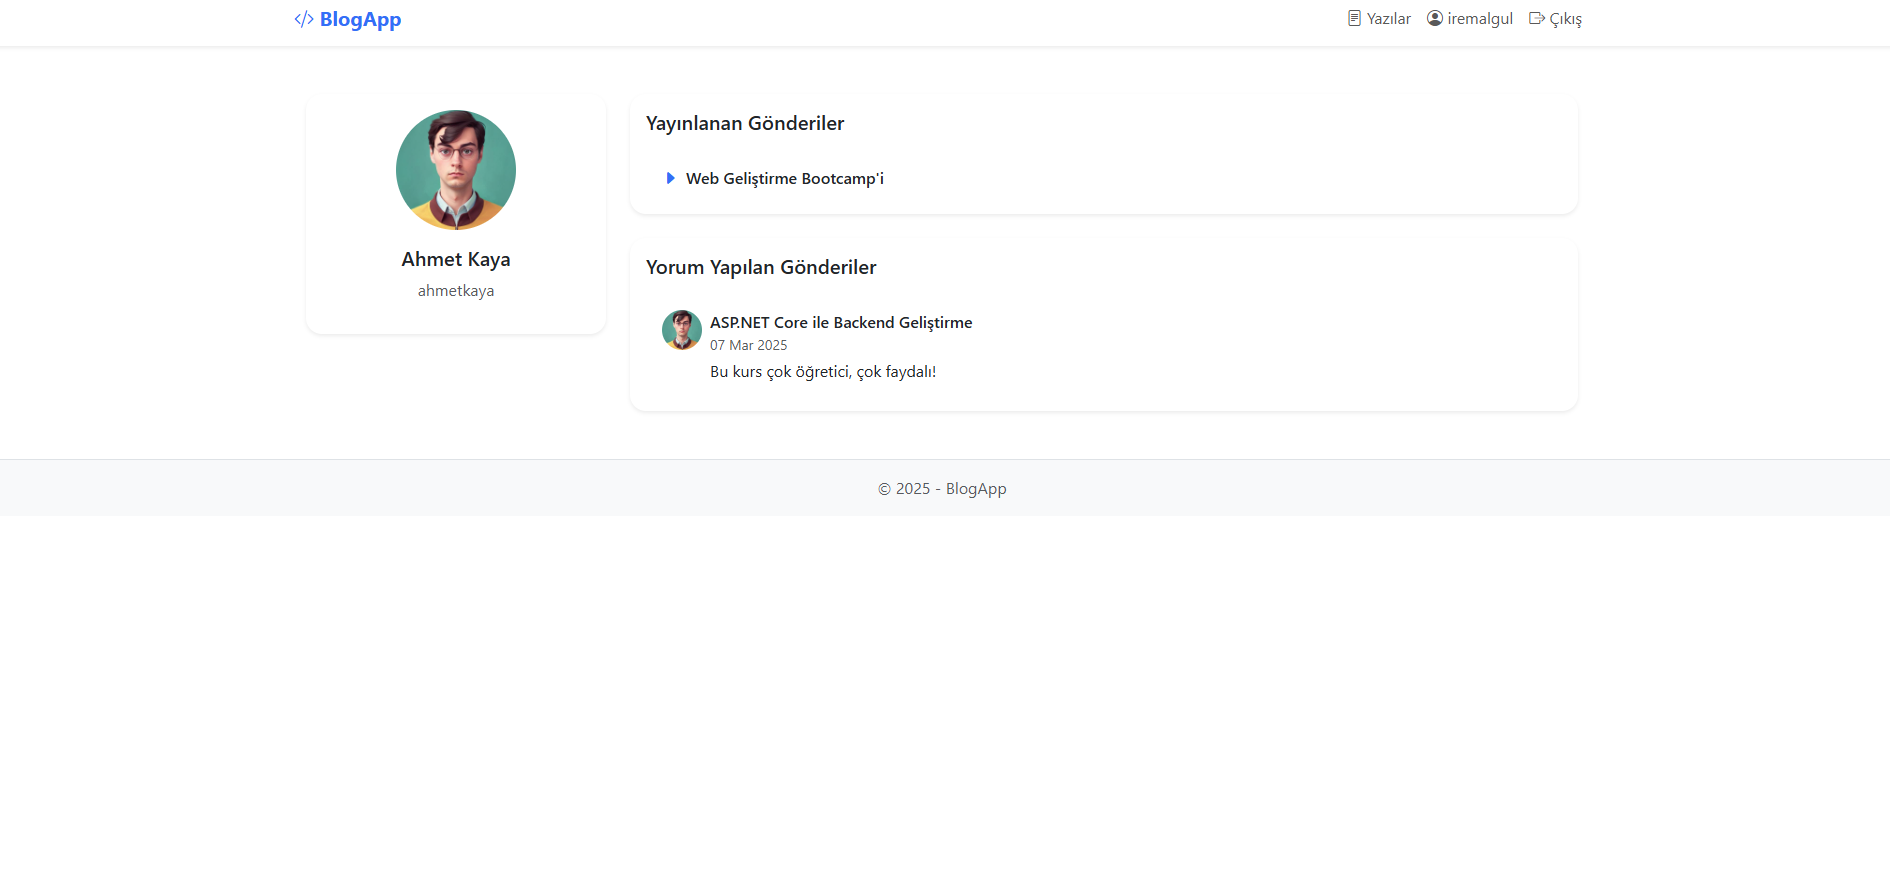 BlogApp
Yazılar iremalgul Çıkış
Ahmet Kaya
ahmetkaya
Yayınlanan Gönderiler
Web Geliştirme Bootcamp'i
Yorum Yapılan Gönderiler
ASP.NET Core ile Backend Geliştirme
07 Mar 2025
Bu kurs çok öğretici, çok faydalı!
© 2025 - BlogApp